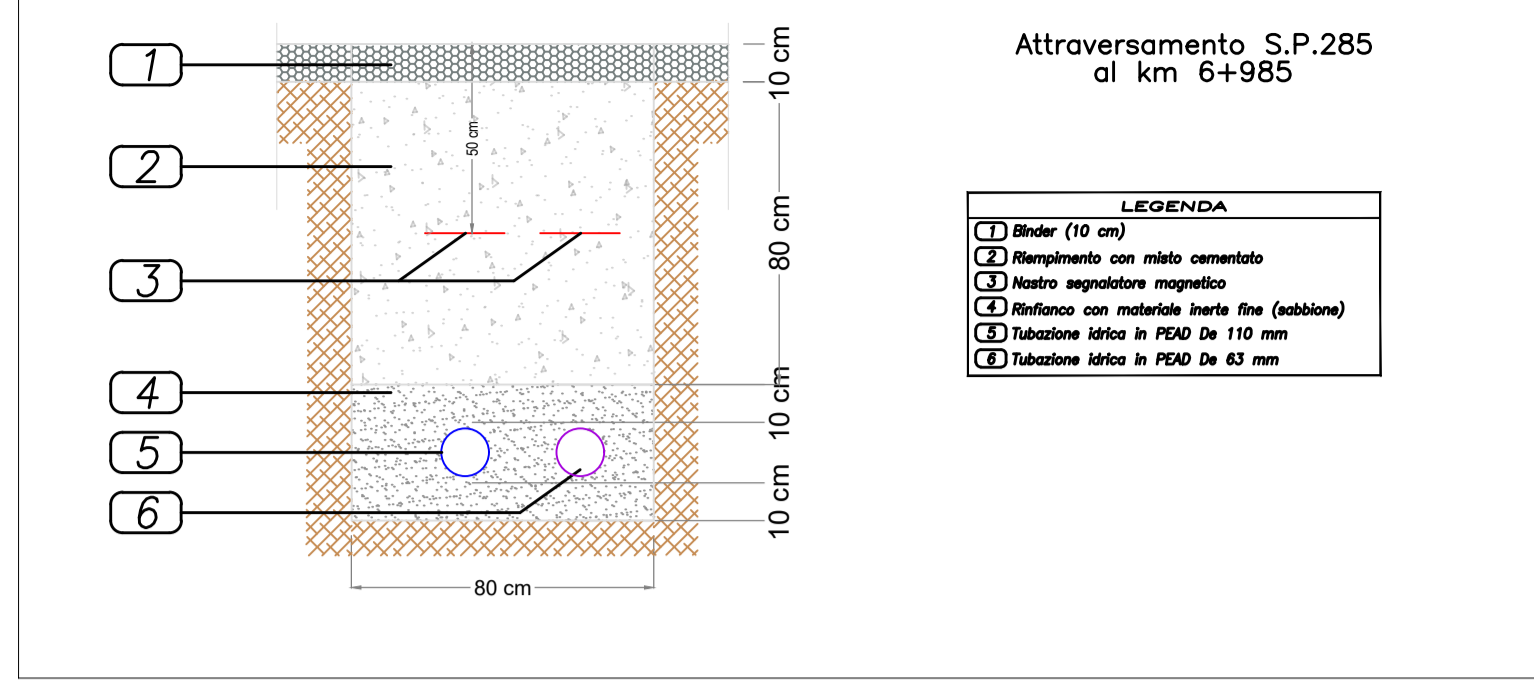 Attraversamento S.P.285
al km 6+985
1
2
3
4
5
6
10 cm
50 cm
80 cm
10 cm
10 cm
80 cm
LEGENDA
1 Binder (10 cm)
2 Riempimento con misto cementato
3 Nastro segnalatore magnetico
4 Rinfianco con materiale inerte fine (sabbione)
5 Tubazione idrica in PEAD De 110 mm
6 Tubazione idrica in PEAD De 63 mm